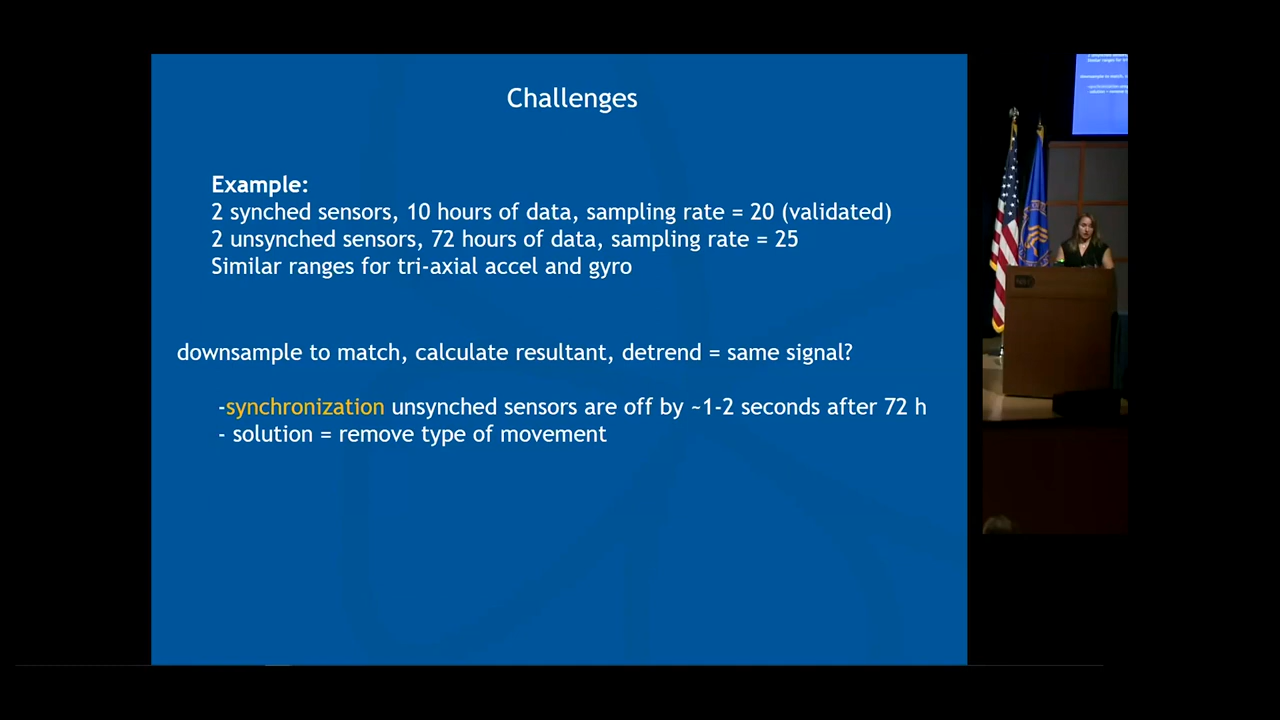 Challenges
Example:
2 synched sensors, 10 hours of data, sampling rate = 20 (validated)
2 unsynched sensors, 72 hours of data, sampling rate = 25
Similar ranges for tri-axial accel and gyro
downsample to match, calculate resultant, detrend = same signal?
-synchronization unsynched sensors are off by ~1-2 seconds after 72 h
- solution = remove type of movement